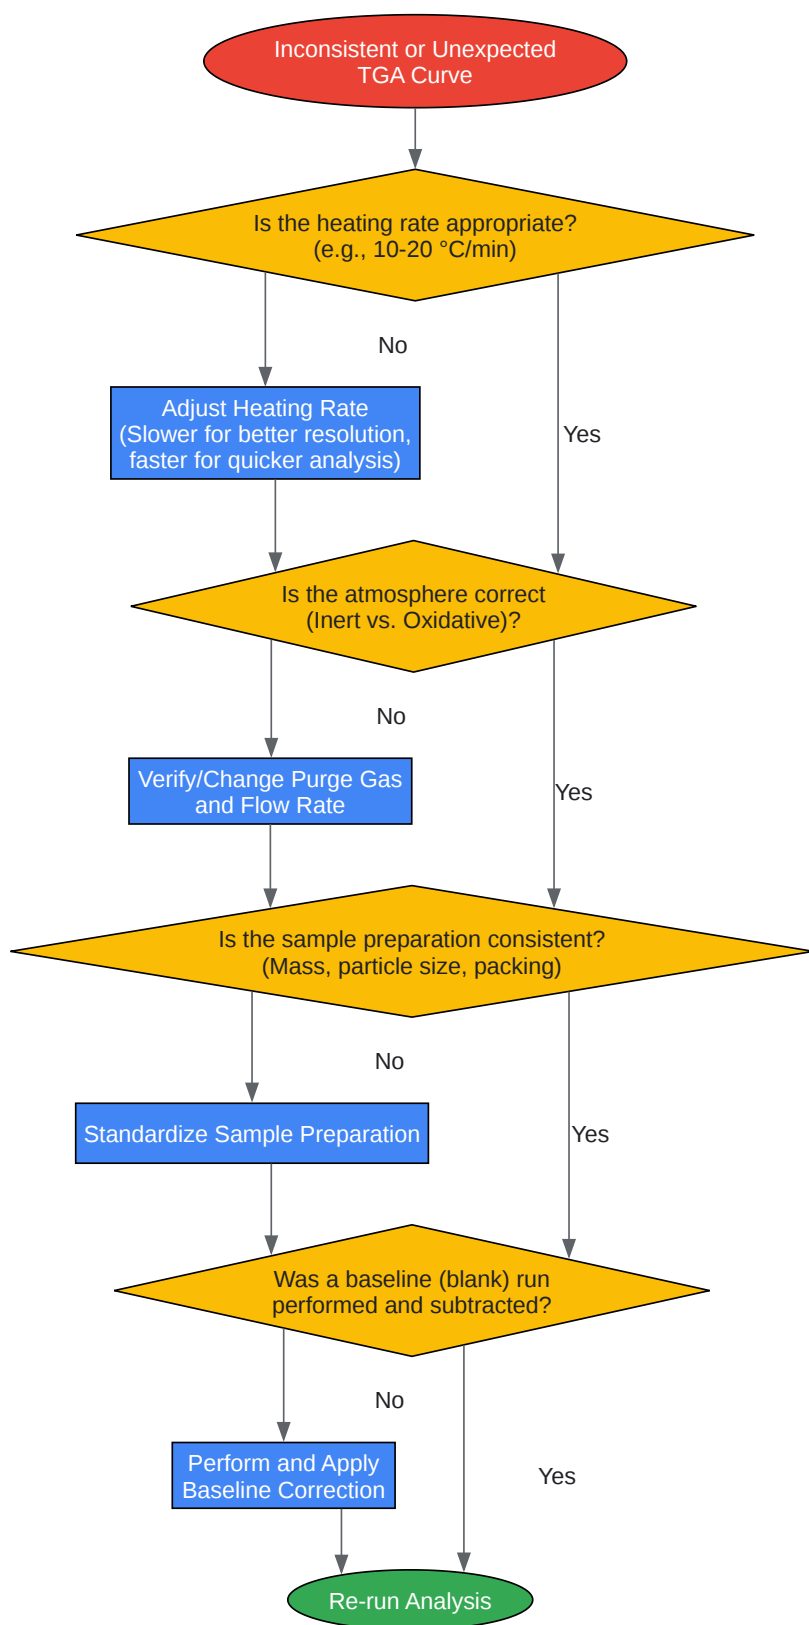 Inconsistent or Unexpected
TGA Curve
Is the heating rate appropriate?
(e.g., 10-20 °C/min)
No
Adjust Heating Rate
(Slower for better resolution,
faster for quicker analysis)
Yes
Is the atmosphere correct
(Inert vs. Oxidative)?
No
Verify/Change Purge Gas
and Flow Rate
Yes
Is the sample preparation consistent?
(Mass, particle size, packing)
No
Standardize Sample Preparation
Yes
Was a baseline (blank) run
performed and subtracted?
No
Perform and Apply
Baseline Correction
Yes
Re-run Analysis